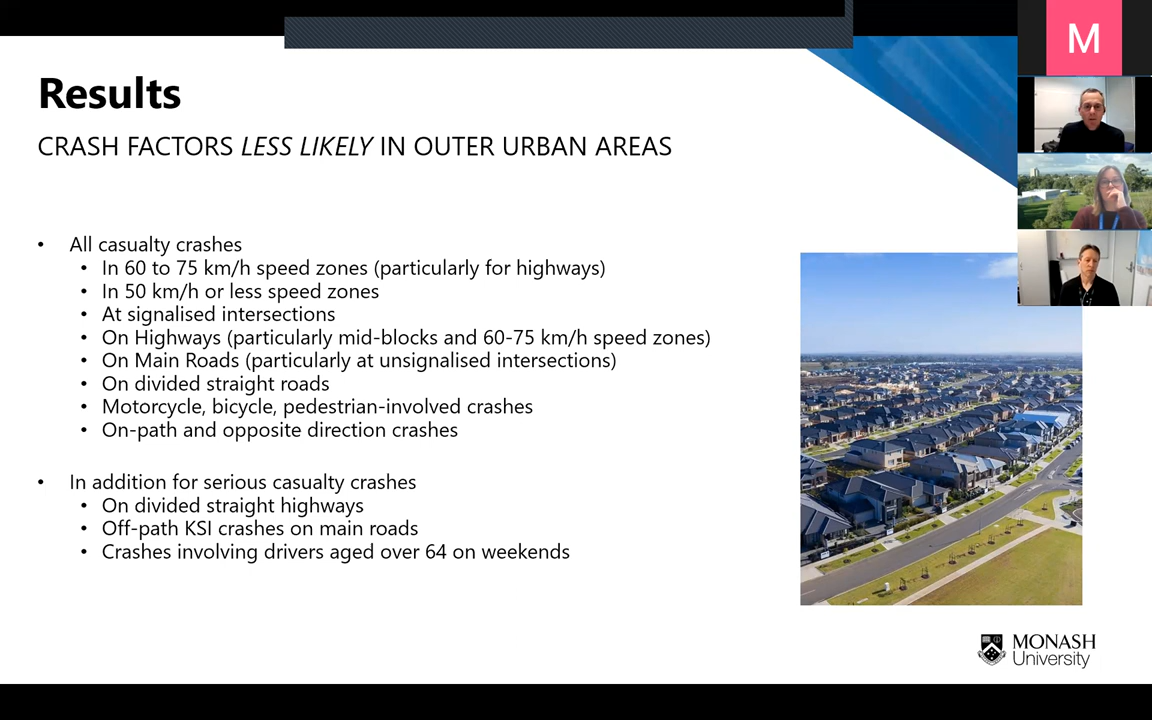 M
Results
CRASH FACTORS LESS LIKELY IN OUTER URBAN AREAS
• All casualty crashes
• In 60 to 75 km/h speed zones (particularly for highways)
• In 50 km/h or less speed zones
• At signalised intersections
• On Highways (particularly mid-blocks and 60-75 km/h speed zones)
• On Main Roads (particularly at unsignalised intersections)
• On divided straight roads
• Motorcycle, bicycle, pedestrian-involved crashes
• On-path and opposite direction crashes
• In addition for serious casualty crashes
• On divided straight highways
• Off-path KSI crashes on main roads
• Crashes involving drivers aged over 64 on weekends
MONASH
University